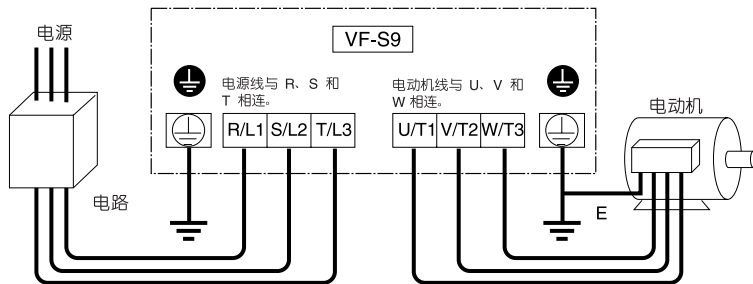 电源
VF-S9
电源线与 R、S 和
T 相连。
电动机线与 U、V 和
W 相连。
电动机
R/L1 S/L2 T/L3
U/T1 V/T2 W/T3
电路
E